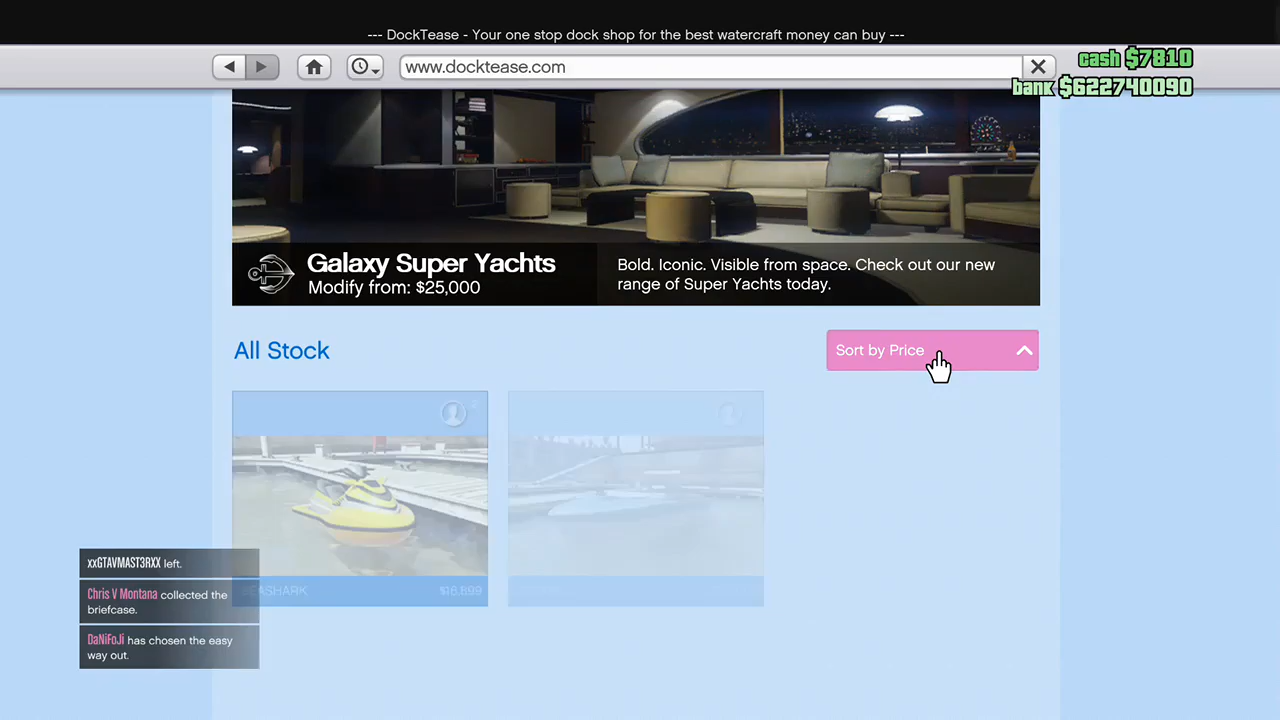 --- DockTease - Your one stop dock shop for the best watercraft money can buy ---
www.docktease.com
cash $7810
bank $622740090
Galaxy Super Yachts
Modify from: $25,000
Bold. Iconic. Visible from space. Check out our new
range of Super Yachts today.
All Stock
Sort by Price
SEASHARK
$16,899
xxGTAVMAST3RXX left.
Chris V Montana collected the
briefcase.
DaNiFoJi has chosen the easy
way out.